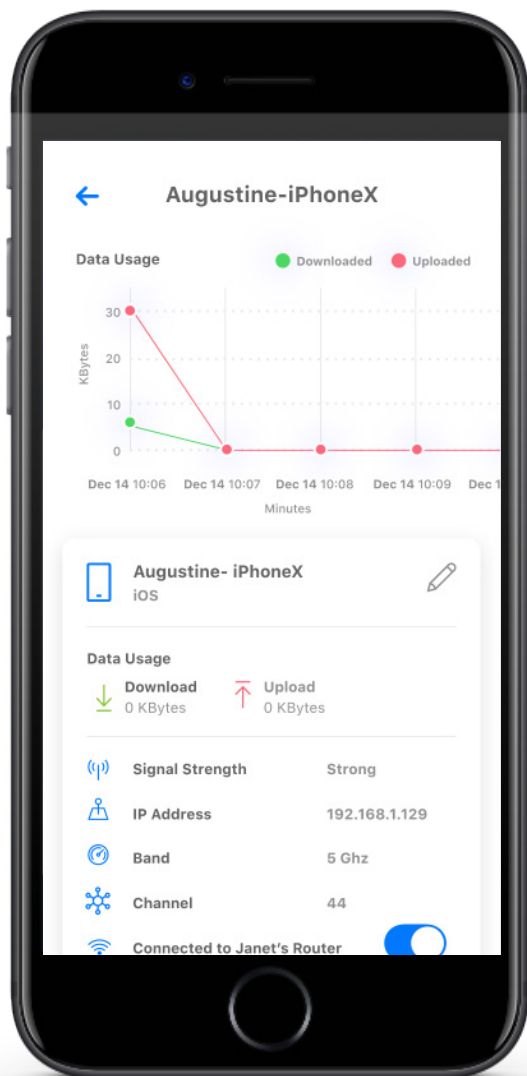 Augustine-iPhoneX
Data Usage Downloaded Uploaded
30
20
10
0
KBytes
Dec 14 10:06 Dec 14 10:07 Dec 14 10:08 Dec 14 10:09 Dec 1
Minutes
Augustine- iPhoneX
iOS
Data Usage
Download Upload
0 KBytes 0 KBytes
Signal Strength Strong
IP Address 192.168.1.129
Band 5 Ghz
Channel 44
Connected to Janet's Router